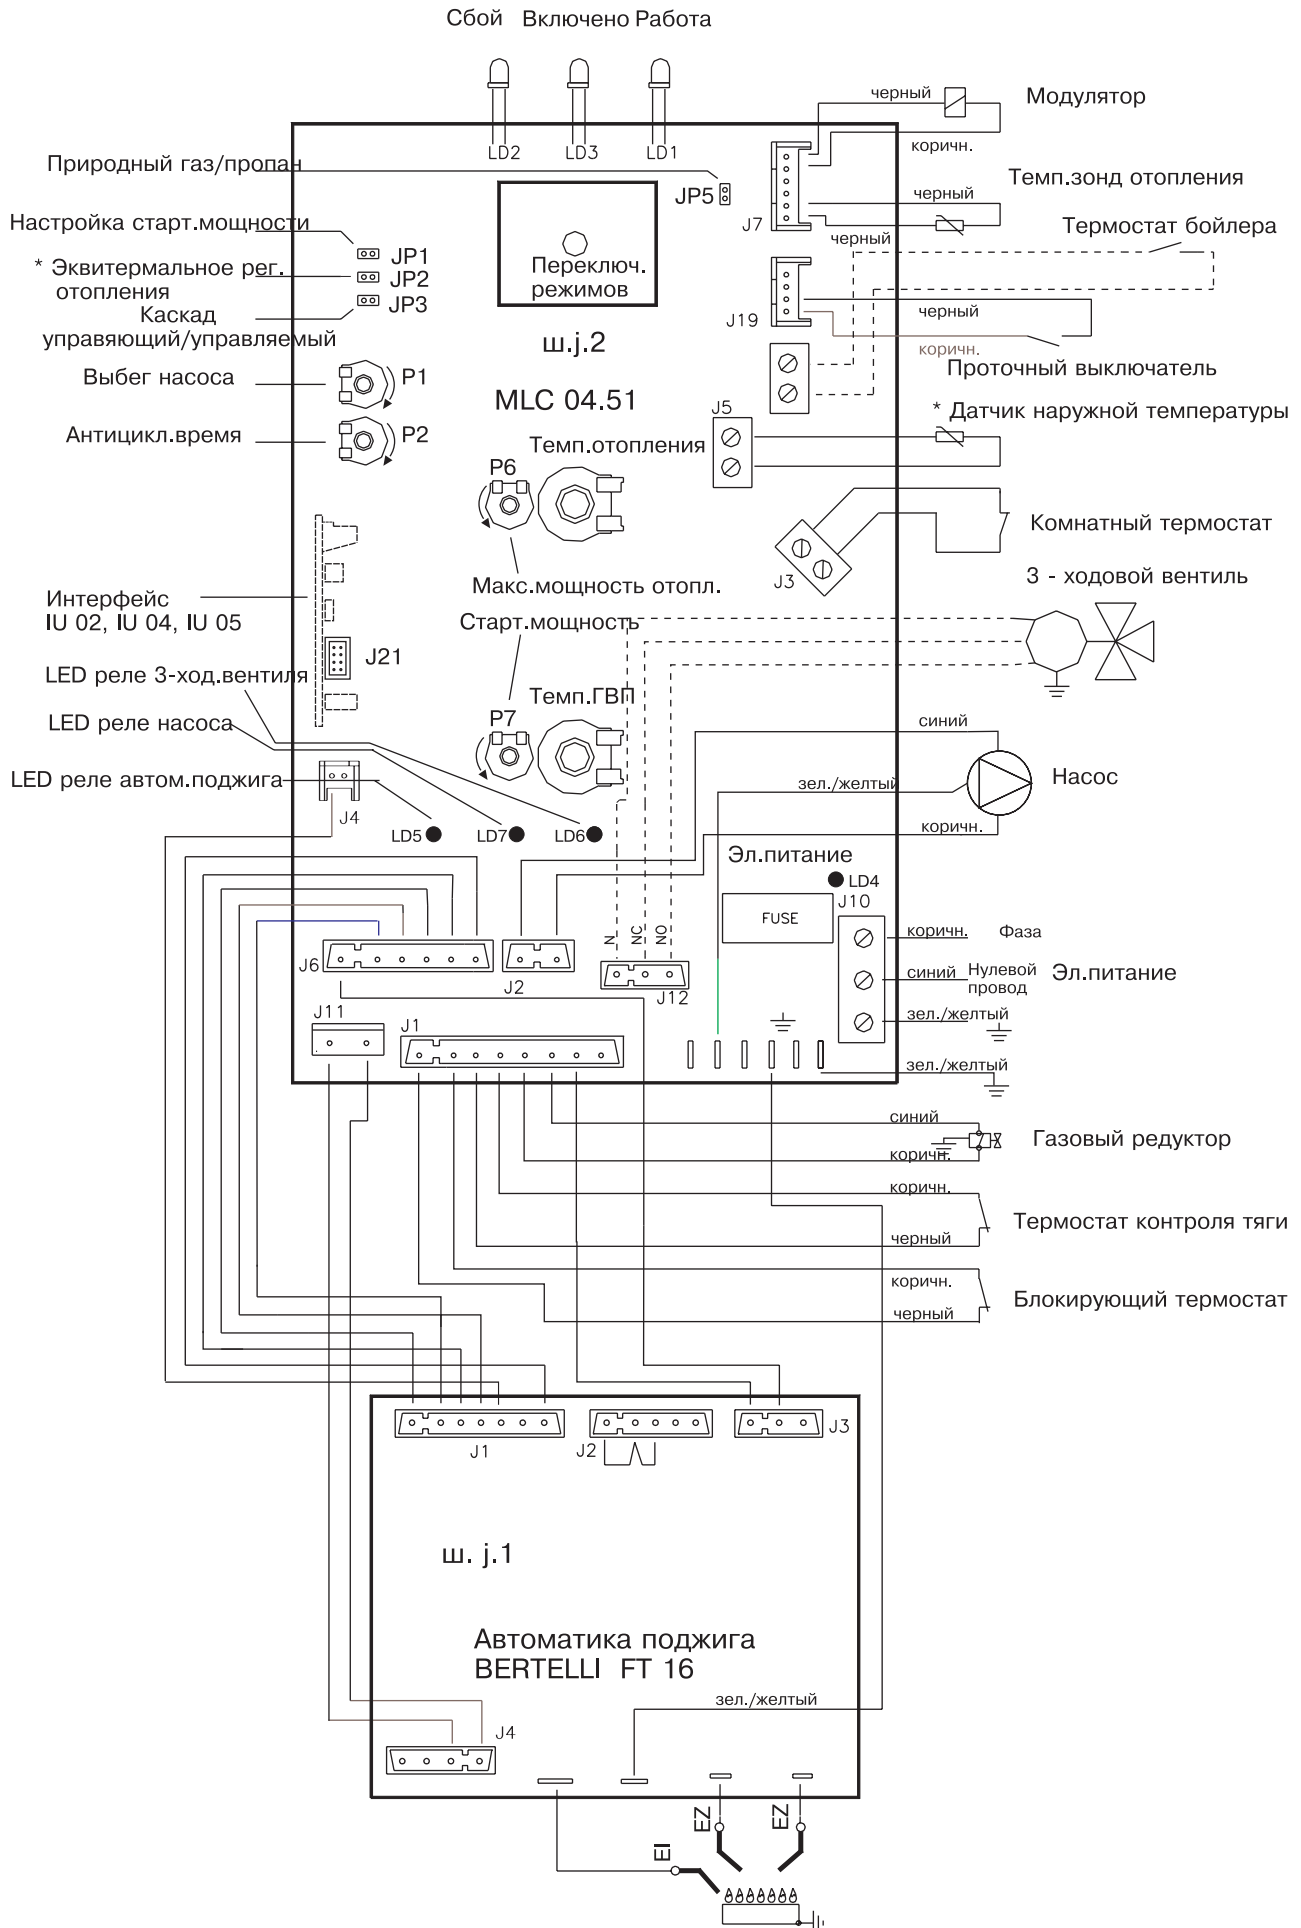 Сбой Включено Работа
LD2 LD3 LD1
черный
Модулятор
коричн.
Природный газ/пропан
JP5
J7
Темп.зонд отопления
черный
черный
Настройка старт.мощности
JP1
* Эквитермальное рег.
отопления
JP2
Каскад
управяющий/управляемый
JP3
Переключ.
режимов
Термостат бойлера
J19
черный
коричн.
Проточный выключатель
ш.j.2
MLC 04.51
Выбег насоса
P1
Антицикл.время
P2
J5
* Датчик наружной температуры
Темп.отопления
P6
Комнатный термостат
J3
Макс.мощность отопл.
3 - ходовой вентиль
Интерфейс
IU 02, IU 04, IU 05
J21
Старт.мощность
LED реле 3-ход.вентиля
LED реле насоса
LED реле автом.поджига
Темп.ГВП
P7
синий
зел./желтый
Насос
коричн.
J4
LD5 LD7 LD6
Эл.питание
LD4
FUSE
J10
коричн. Фаза
синий Нулевой
провод
Эл.питание
зел./желтый
зел./желтый
N NC NO
J6
J2
J12
J11
J1
синий
Газовый редуктор
коричн.
коричн.
Термостат контроля тяги
черный
коричн.
Блокирующий термостат
черный
J1
J2
J3
ш. j.1
Автоматика поджига
BERTELLI FT 16
зел./желтый
J4
EI
EZ
EZ